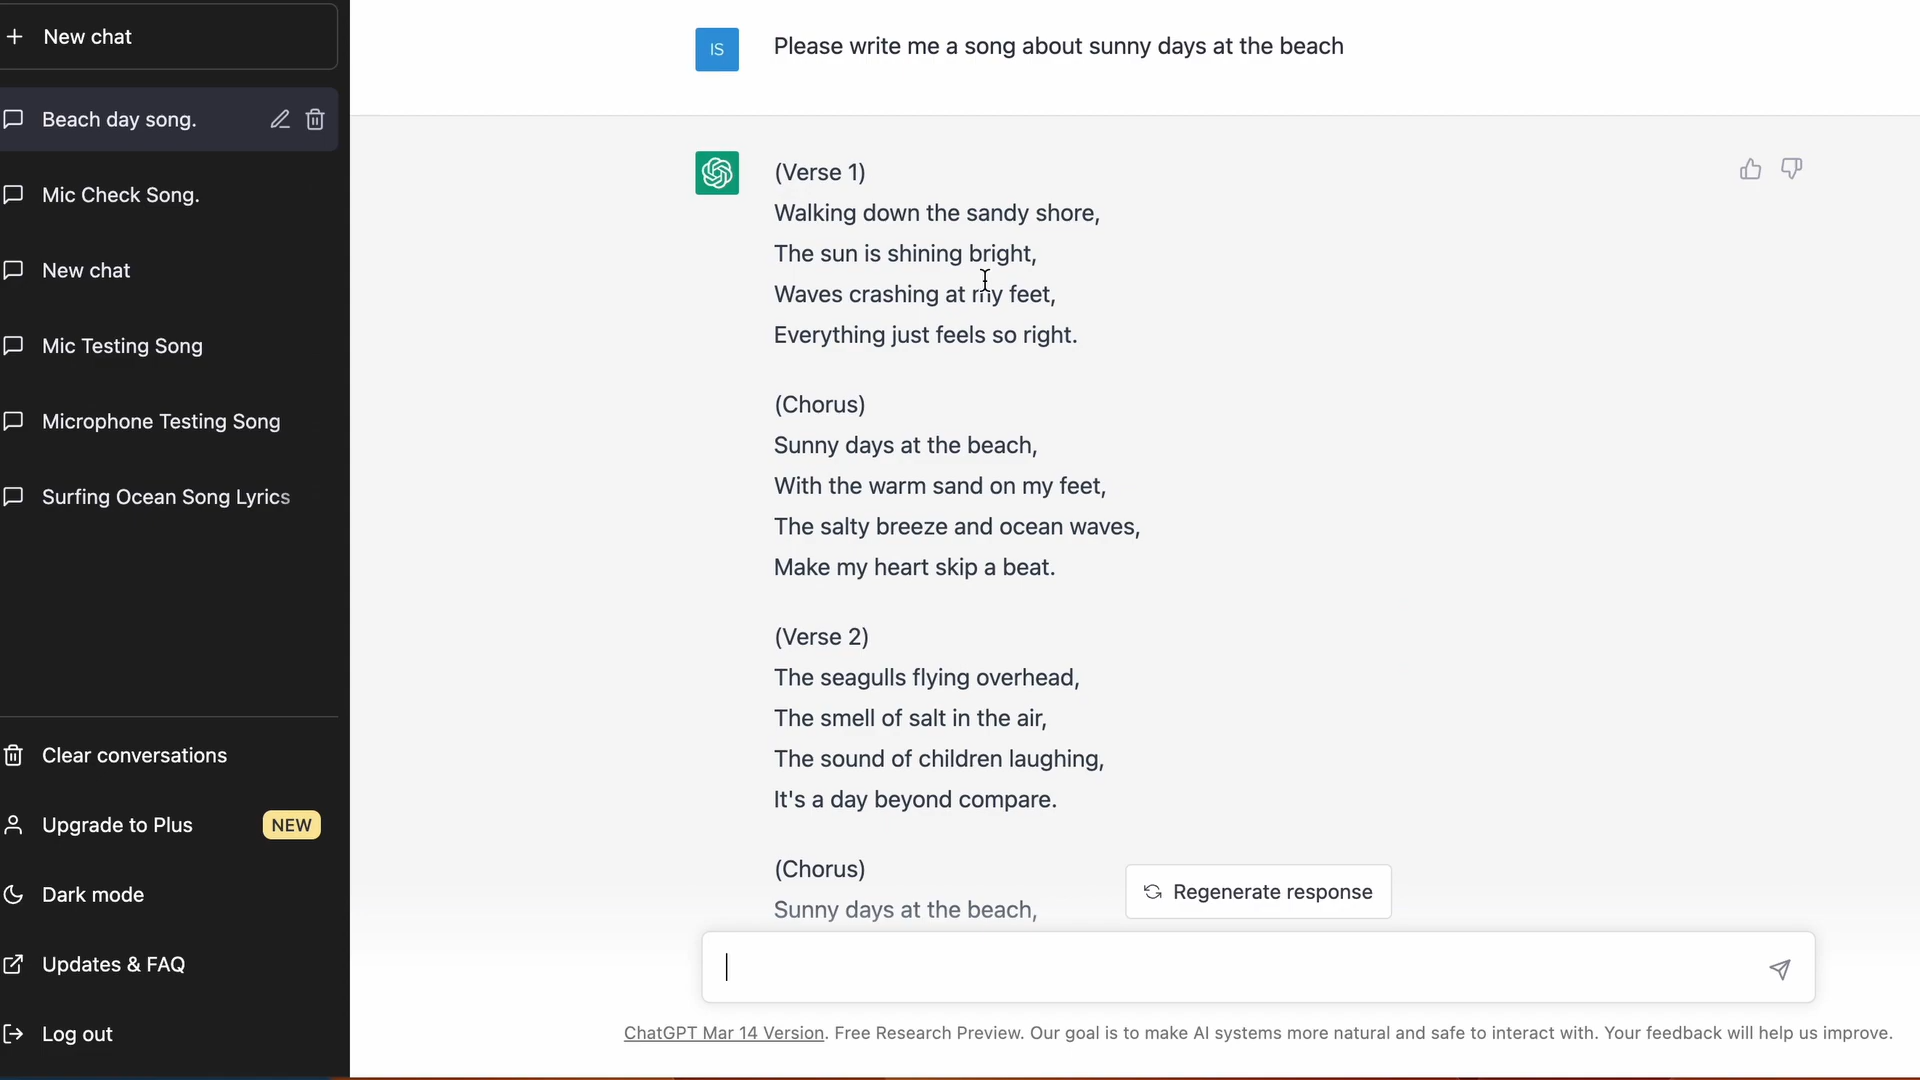 New chat
Beach day song.
Mic Check Song.
New chat
Mic Testing Song
Microphone Testing Song
Surfing Ocean Song Lyrics
Clear conversations
Upgrade to Plus NEW
Dark mode
Updates & FAQ
Log out
IS Please write me a song about sunny days at the beach
(Verse 1)
Walking down the sandy shore,
The sun is shining bright,
Waves crashing at my feet,
Everything just feels so right.
(Chorus)
Sunny days at the beach,
With the warm sand on my feet,
The salty breeze and ocean waves,
Make my heart skip a beat.
(Verse 2)
The seagulls flying overhead,
The smell of salt in the air,
The sound of children laughing,
It's a day beyond compare.
(Chorus)
Sunny days at the beach,
Regenerate response
ChatGPT Mar 14 Version. Free Research Preview. Our goal is to make AI systems more natural and safe to interact with. Your feedback will help us improve.